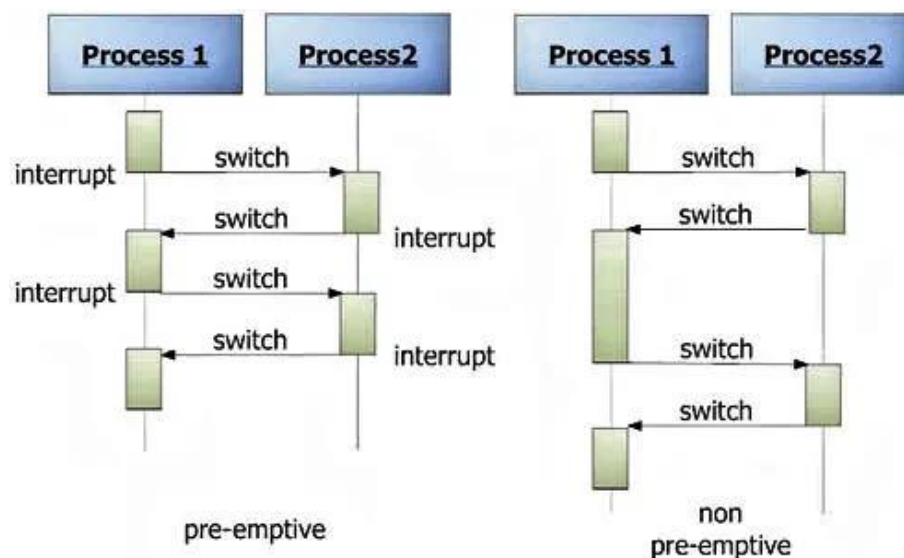 Process 1
Process2
switch
interrupt
switch
interrupt
switch
interrupt
switch
interrupt
pre-emptive
Process 1
Process2
switch
switch
switch
switch
non
pre-emptive